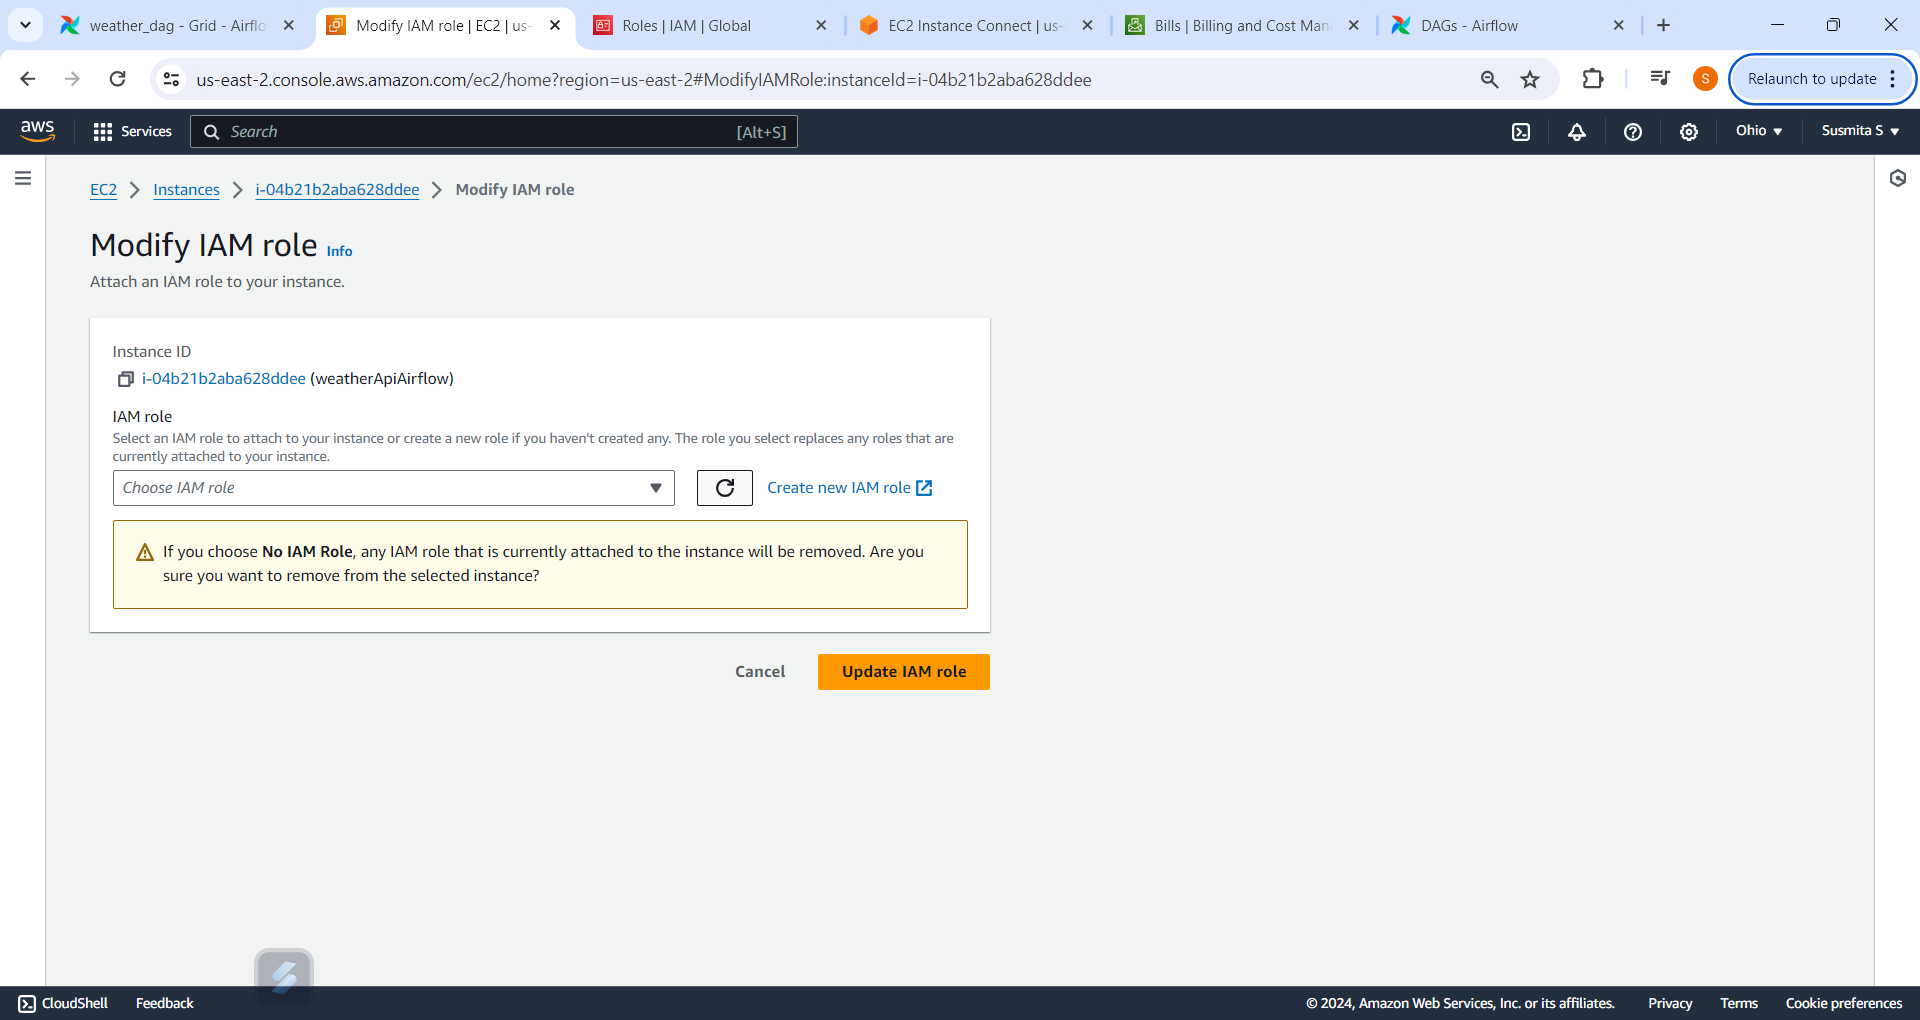 weather_dag - Grid - Airflo
Modify IAM role | EC2 | us-
Roles | IAM | Global
EC2 Instance Connect | us-
Bills | Billing and Cost Man
DAGs - Airflow
us-east-2.console.aws.amazon.com/ec2/home?region=us-east-2#ModifyIAMRole:instanceId=i-04b21b2aba628ddee
S
Relaunch to update
aws
Services
Search
[Alt+S]
Ohio
Susmita S
EC2 > Instances > i-04b21b2aba628ddee > Modify IAM role
Modify IAM role Info
Attach an IAM role to your instance.
Instance ID
i-04b21b2aba628ddee (weatherApiAirflow)
IAM role
Select an IAM role to attach to your instance or create a new role if you haven't created any. The role you select replaces any roles that are
currently attached to your instance.
Choose IAM role
Create new IAM role
If you choose No IAM Role, any IAM role that is currently attached to the instance will be removed. Are you
sure you want to remove from the selected instance?
Cancel
Update IAM role
CloudShell
Feedback
© 2024, Amazon Web Services, Inc. or its affiliates.
Privacy
Terms
Cookie preferences